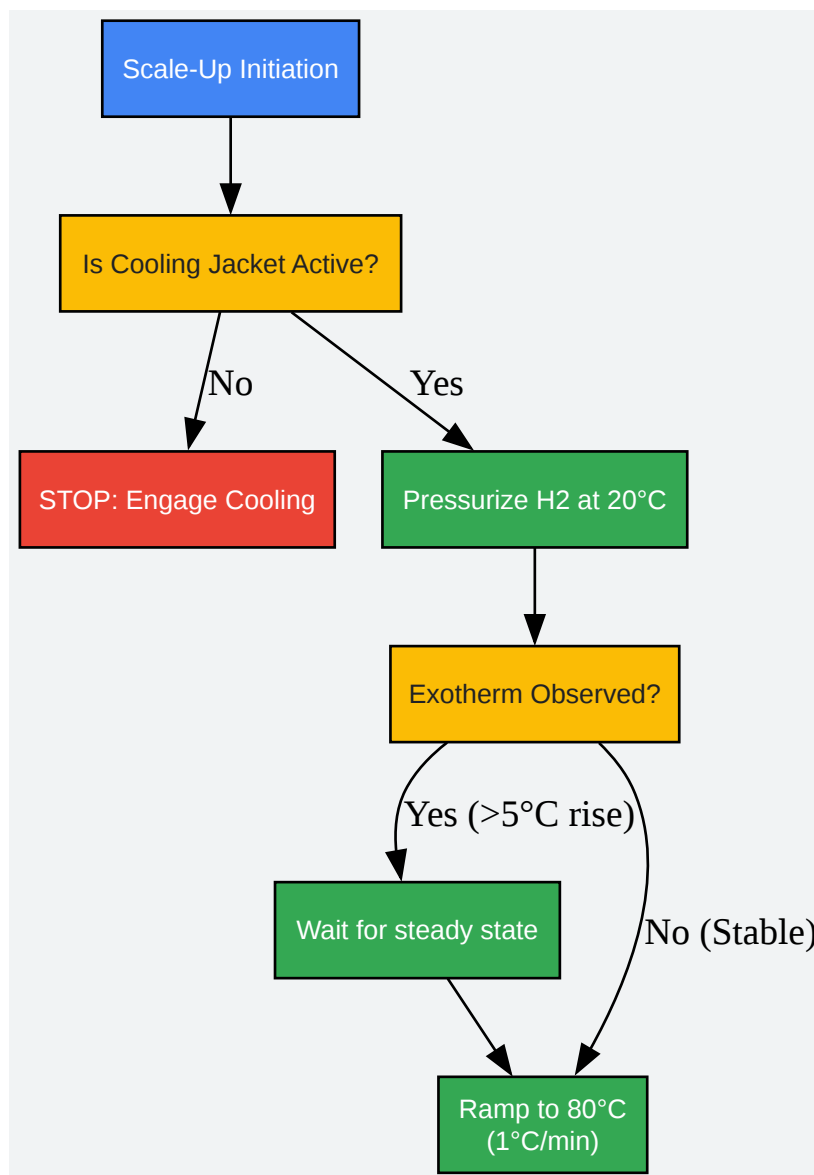 Scale-Up Initiation
Is Cooling Jacket Active?
No
Yes
STOP: Engage Cooling
Pressurize H2 at 20°C
Exotherm Observed?
Yes (>5°C rise)
Wait for steady state
No (Stable)
Ramp to 80°C
(1°C/min)